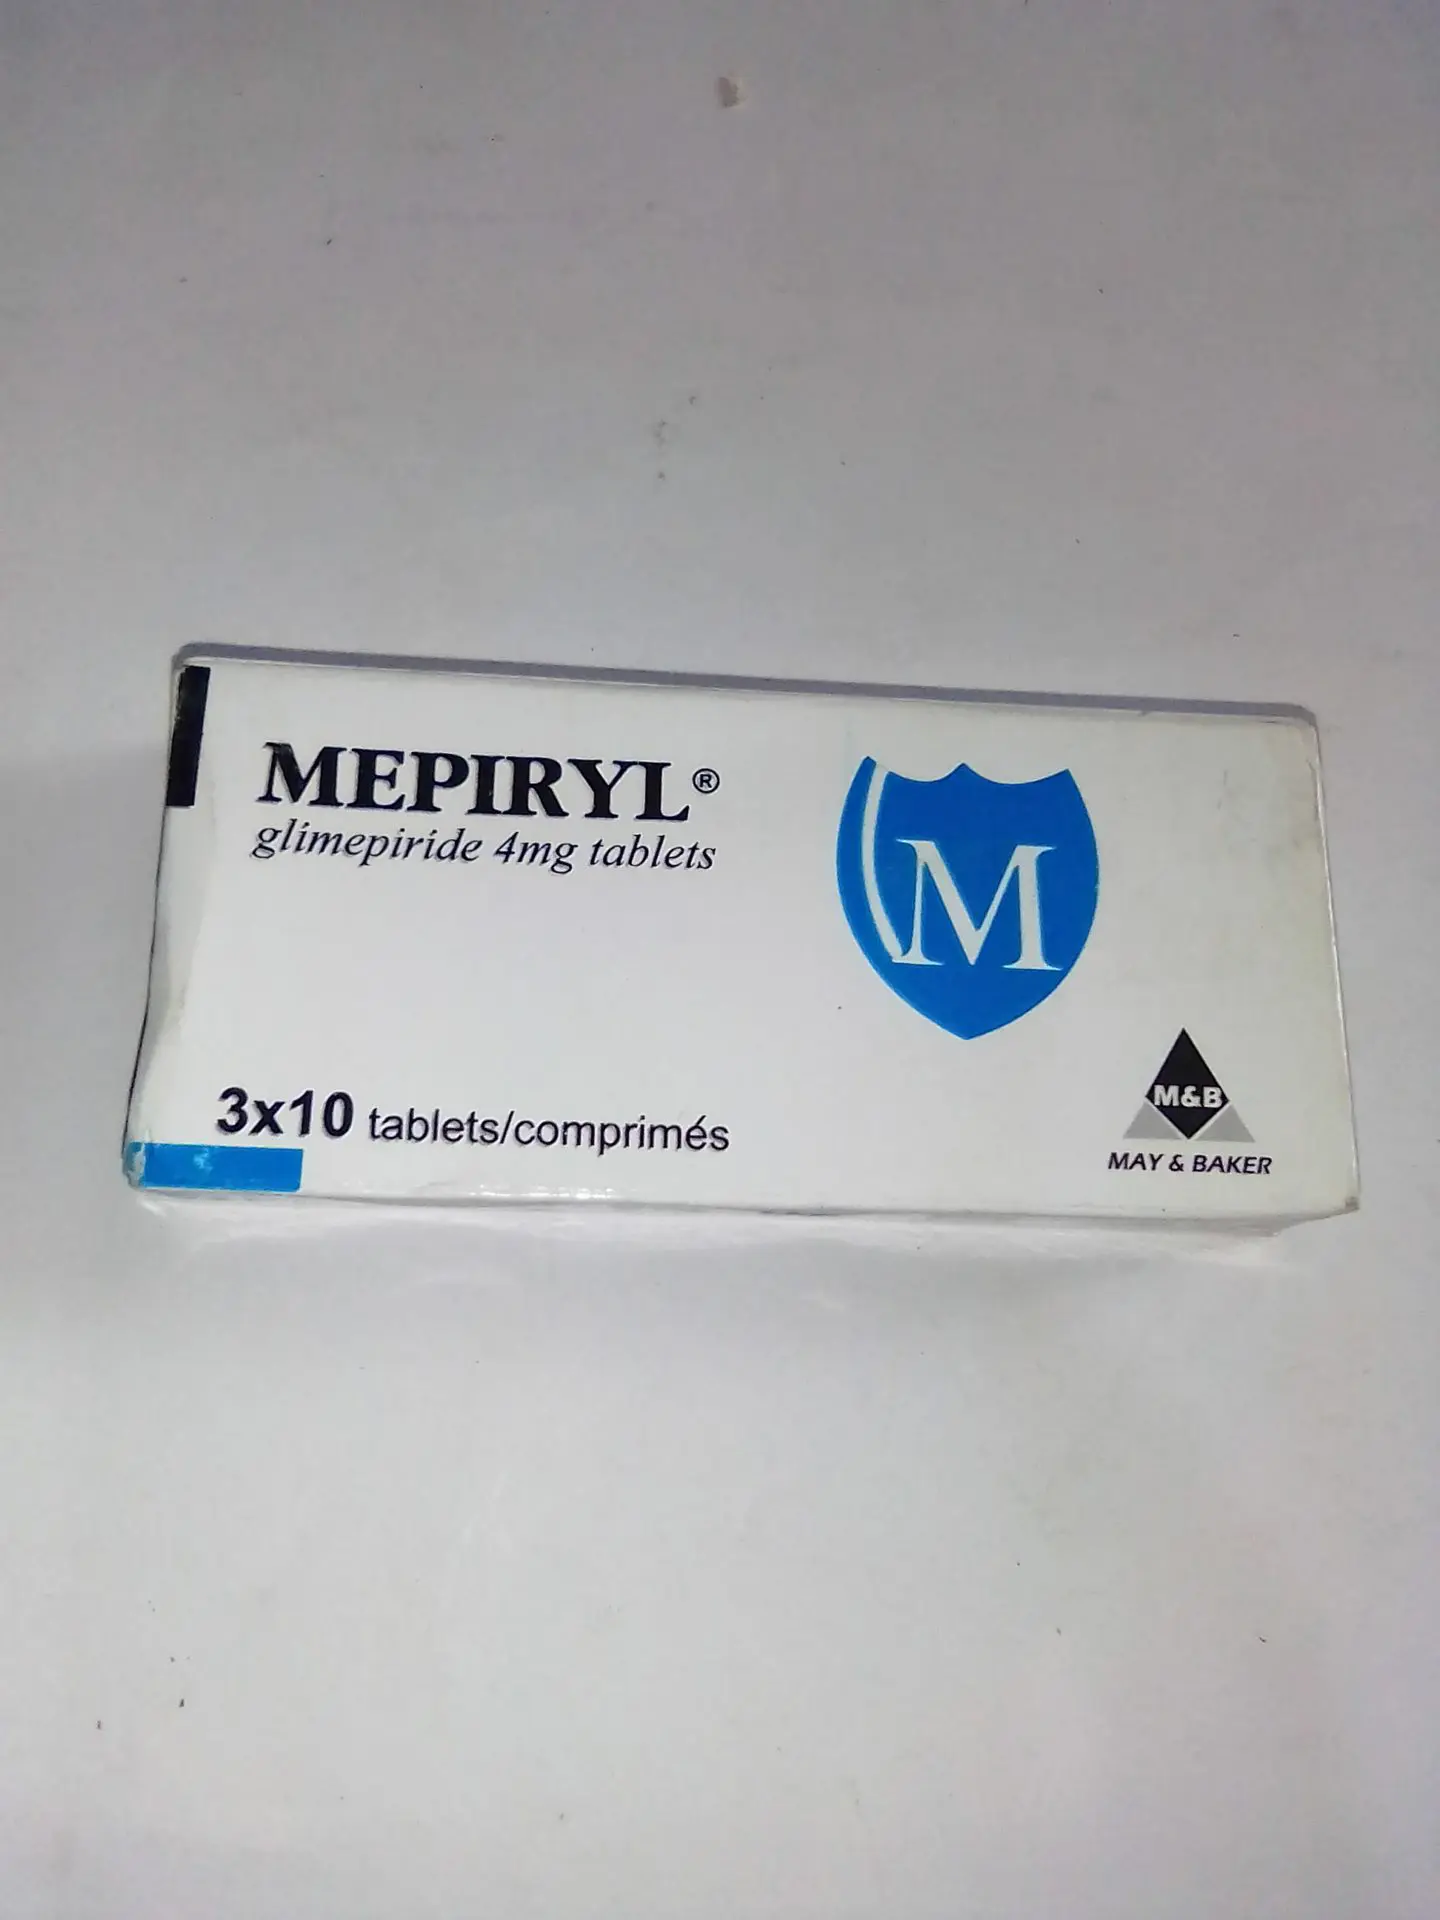 MEPIRYL®
glimepiride 4mg tablets
M
3x10 tablets/comprimés
M&B
MAY & BAKER